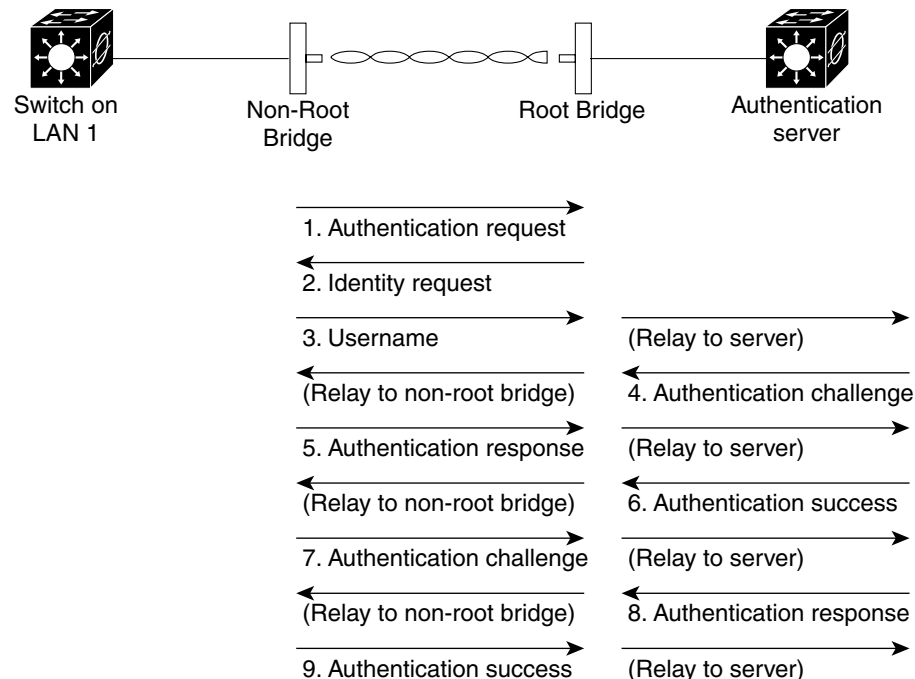 Switch on
LAN 1
Non-Root
Bridge
Root Bridge
Authentication
server
1. Authentication request
2. Identity request
3. Username
(Relay to server)
(Relay to non-root bridge)
4. Authentication challenge
5. Authentication response
(Relay to server)
(Relay to non-root bridge)
6. Authentication success
7. Authentication challenge
(Relay to server)
(Relay to non-root bridge)
8. Authentication response
9. Authentication success
(Relay to server)